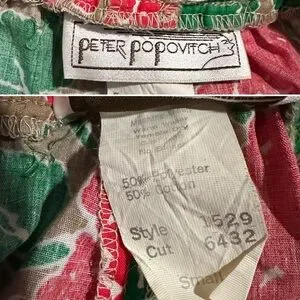 PETER POPOVITCH
50% Polyester
50% Cotton
Style 1529
Cut 6432
Small